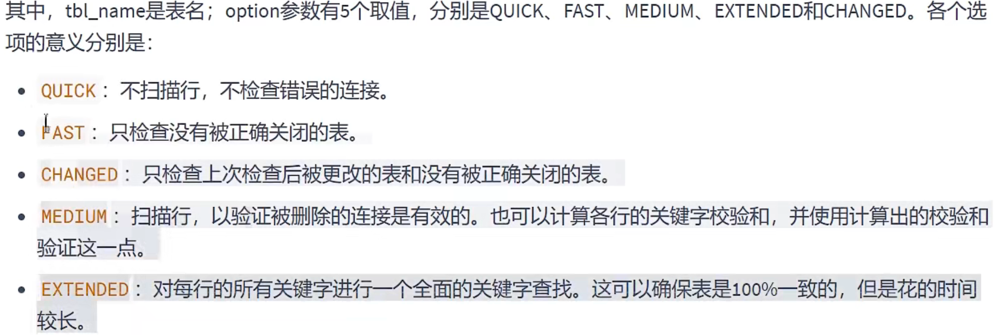 其中，tbl_name是表名；option参数有5个取值，分别是QUICK、FAST、MEDIUM、EXTENDED和CHANGED。各个选
项的意义分别是：
QUICK：不扫描行，不检查错误的连接。
FAST：只检查没有被正确关闭的表。
CHANGED：只检查上次检查后被更改的表和没有被正确关闭的表。
MEDIUM：扫描行，以验证被删除的连接是有效的。也可以计算各行的关键字校验和，并使用计算出的校验和
验证这一点。
EXTENDED：对每行的所有关键字进行一个全面的关键字查找。这可以确保表是100%一致的，但是花的时间
较长。